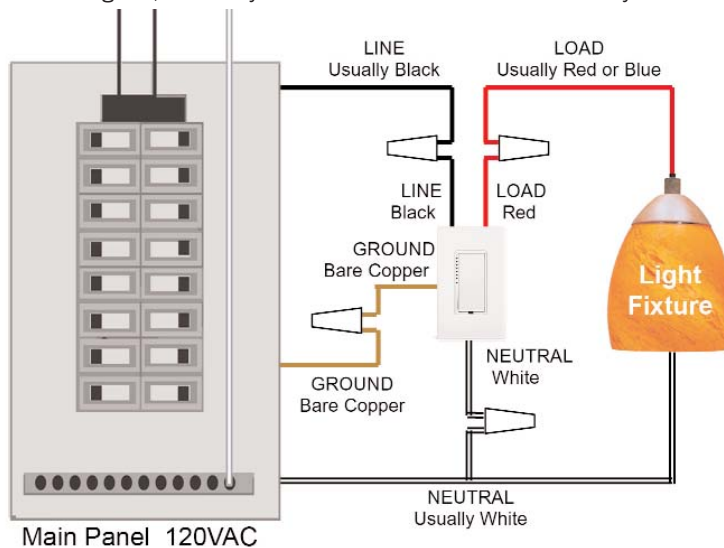 LINE
Usually Black
LOAD
Usually Red or Blue
LINE
Black
LOAD
Red
GROUND
Bare Copper
Light
Fixture
NEUTRAL
White
GROUND
Bare Copper
NEUTRAL
Usually White
Main Panel 120VAC